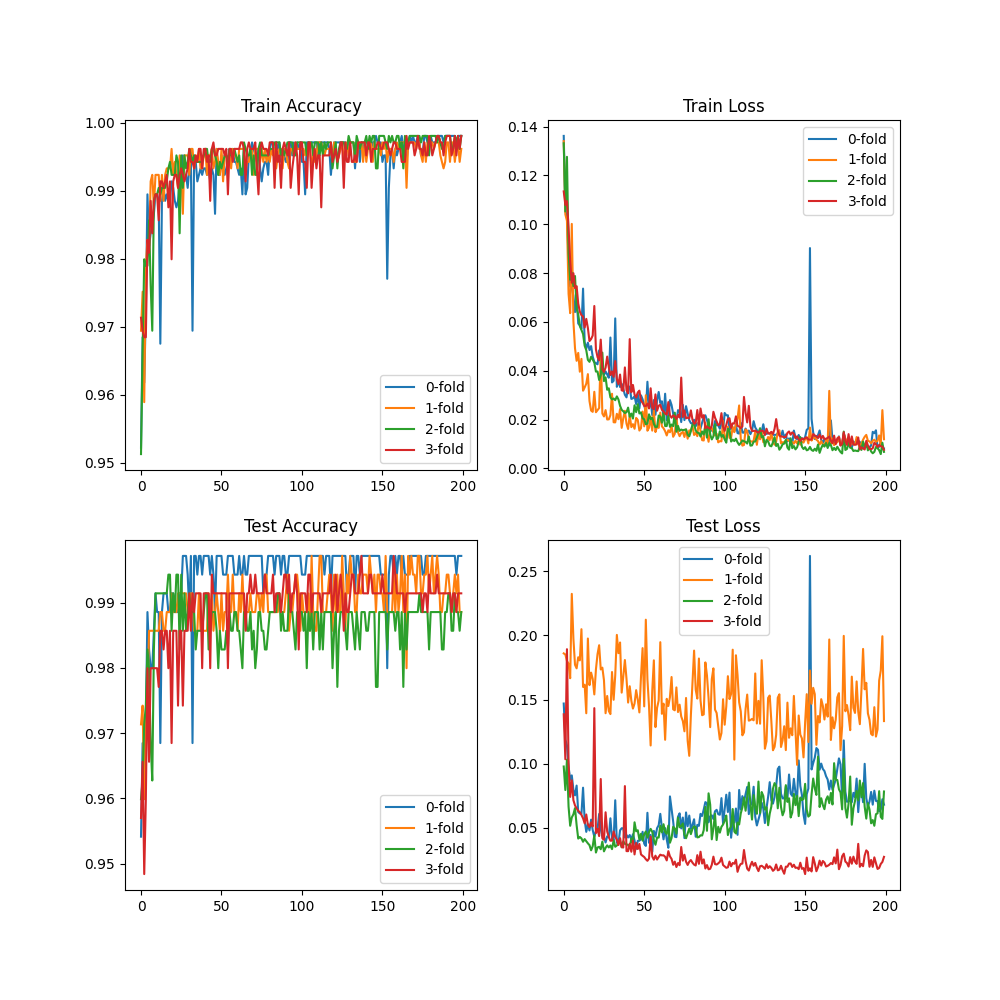 Train Accuracy
1.00
0.99
0.98
0.97
0.96
0.95
0
50
100
150
200
0-fold
1-fold
2-fold
3-fold
Train Loss
0.14
0.12
0.10
0.08
0.06
0.04
0.02
0.00
0
50
100
150
200
0-fold
1-fold
2-fold
3-fold
Test Accuracy
0.99
0.98
0.97
0.96
0.95
0
50
100
150
200
0-fold
1-fold
2-fold
3-fold
Test Loss
0.25
0.20
0.15
0.10
0.05
0
50
100
150
200
0-fold
1-fold
2-fold
3-fold